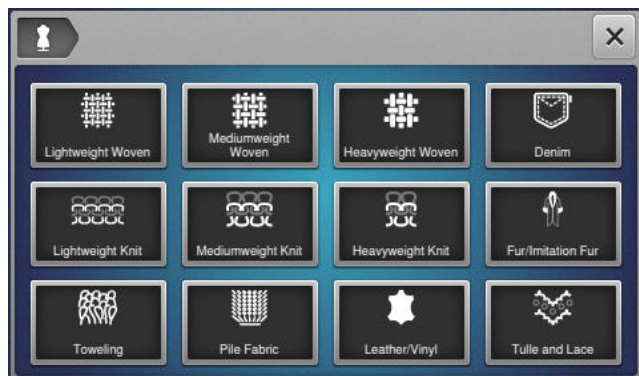 Lightweight Woven
Mediumweight
Woven
Heavyweight Woven
Denim
Lightweight Knit
Mediumweight Knit
Heavyweight Knit
Fur/Imitation Fur
Toweling
Pile Fabric
Leather/Vinyl
Tulle and Lace